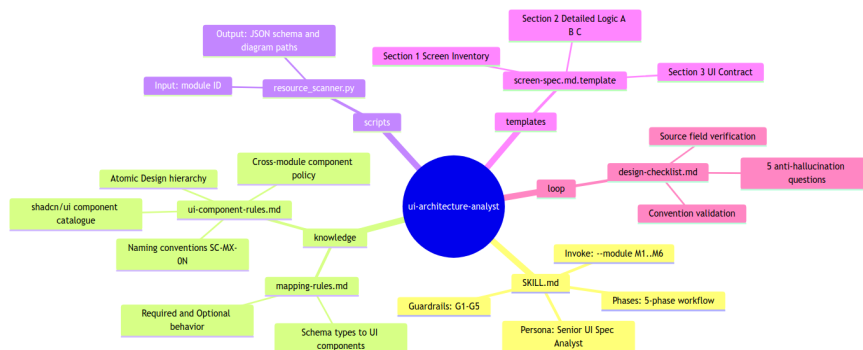 Output: JSON schema and
diagram paths
Input: module ID
resource_scanner.py
scripts
Section 2 Detailed Logic A
B C
Section 1 Screen Inventory
screen-spec.md.template
Section 3 UI Contract
templates
Source field verification
loop
design-checklist.md
5 anti-hallucination
questions
Convention validation
ui-architecture-analyst
Cross-module component
policy
Atomic Design hierarchy
shadcn/ui component
catalogue
ui-component-rules.md
Naming conventions SC-MX-
0N
knowledge
mapping-rules.md
Required and Optional
behavior
Schema types to UI
components
Invoke: --module M1..M6
SKILL.md
Guardrails: G1-G5
Phases: 5-phase workflow
Persona: Senior UI Spec
Analyst